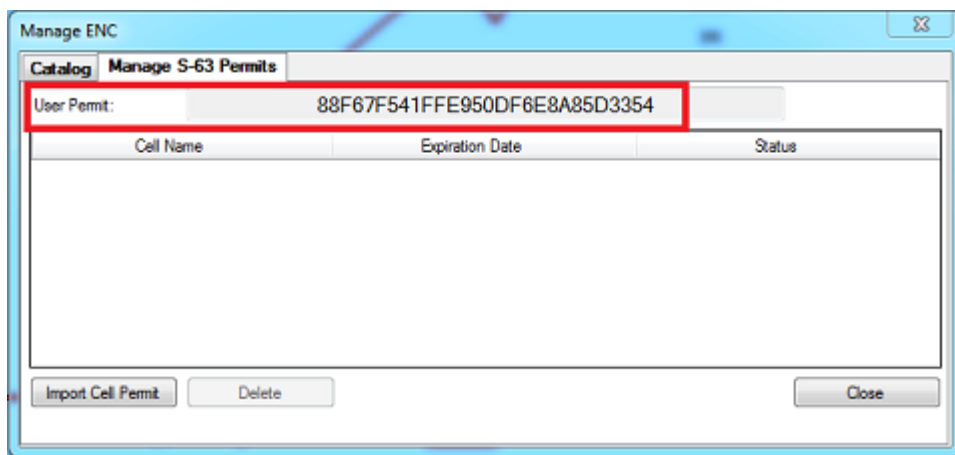 Manage ENC
Catalog Manage S-63 Permits
User Permit: 88F67F541FFE950DF6E8A85D3354
Cell Name Expiration Date Status
Import Cell Permit Delete Close